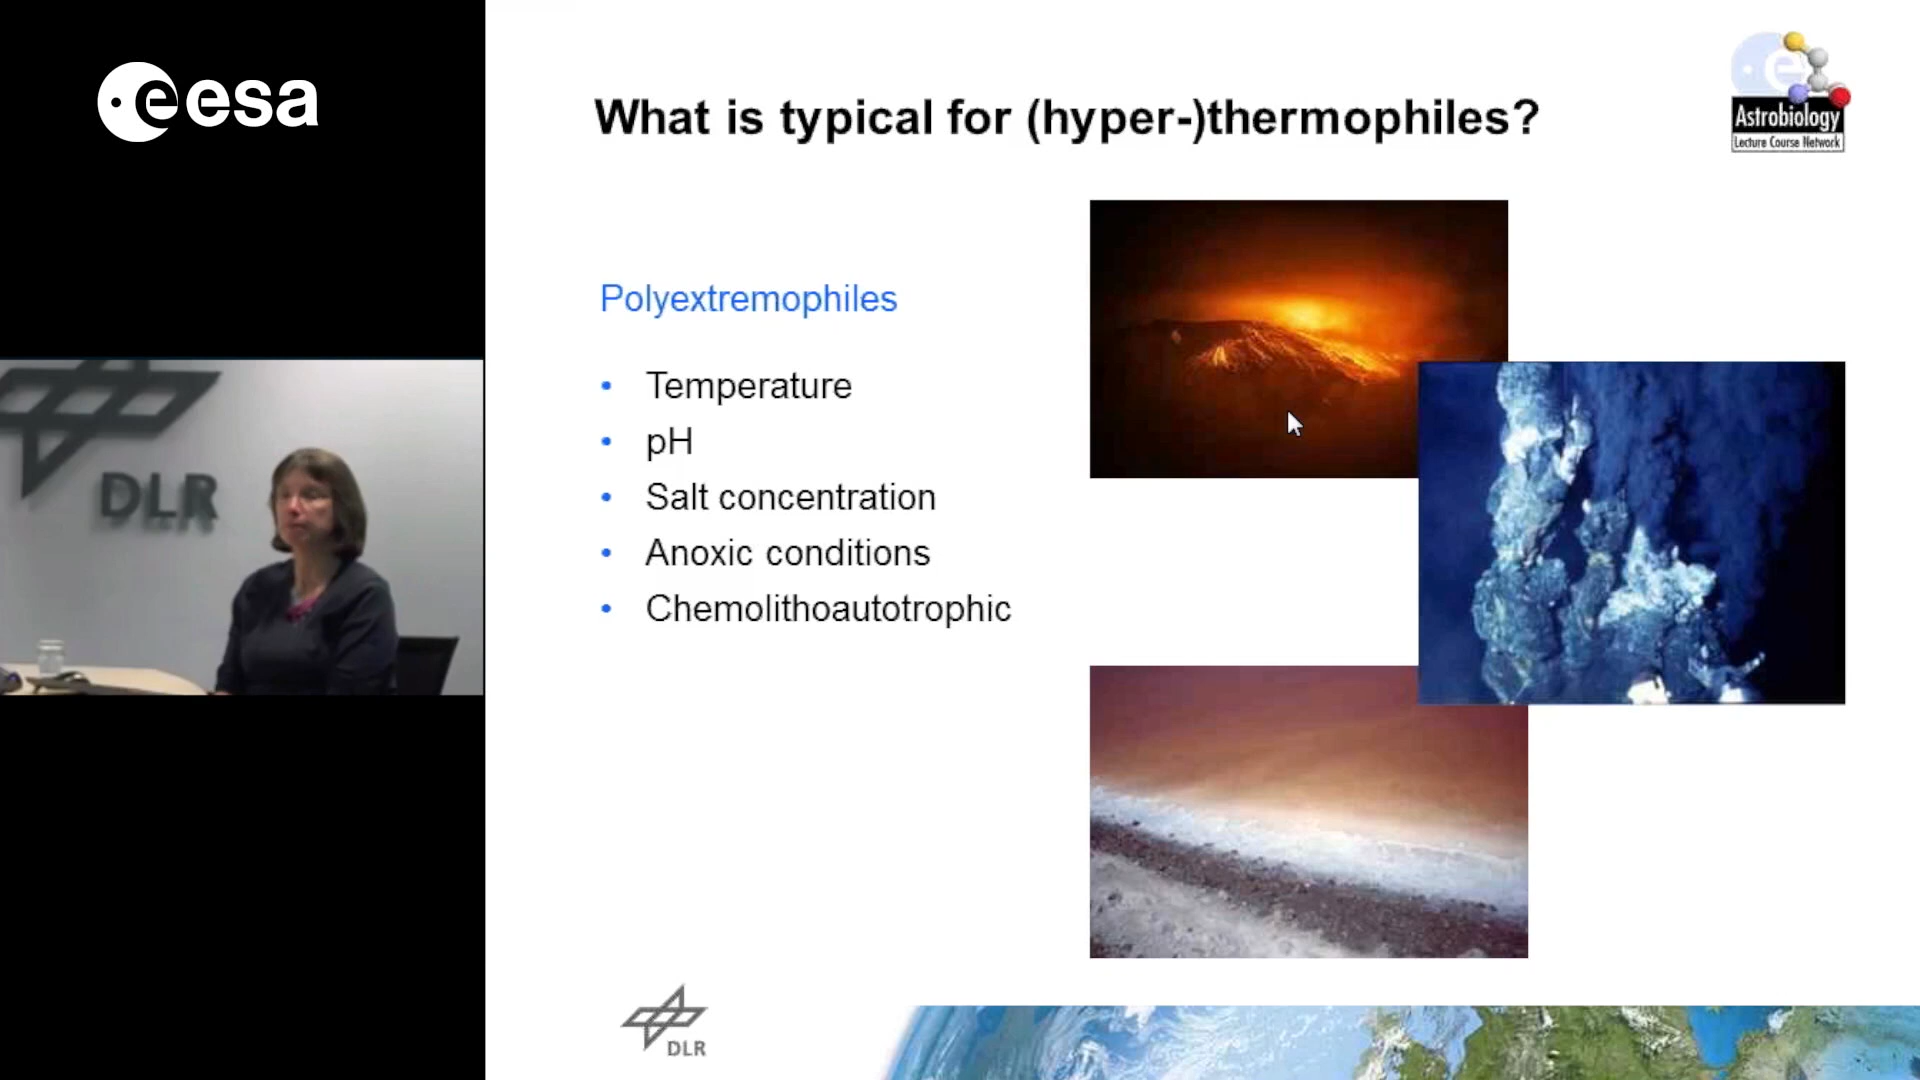 eesa
What is typical for (hyper-)thermophiles?
e
Astrobiology
Lecture Course Network
Polyextremophiles
• Temperature
• pH
• Salt concentration
• Anoxic conditions
• Chemolithoautotrophic
DLR
DLR